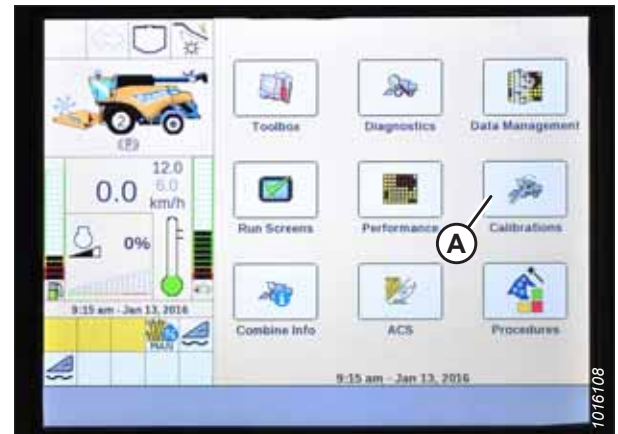 2
(P)
12.0
0.0 6.0
km/h
0%
9:15 am - Jan 13, 2016
MAN
Toolbox Diagnostics Data Management
Run Screens Performance Calibrations
A
Combine Info ACS Procedures
9:15 am - Jan 13, 2016
1016108